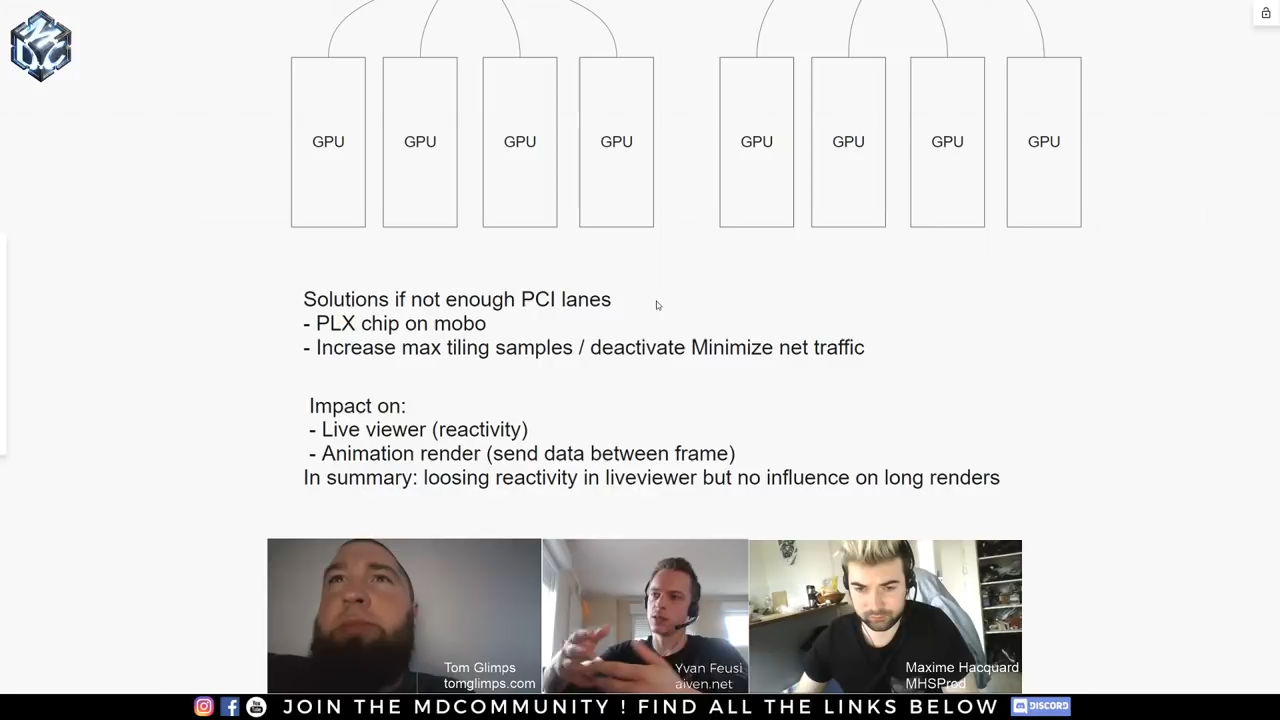 GPU GPU GPU GPU GPU GPU GPU GPU
Solutions if not enough PCI lanes
- PLX chip on mobo
- Increase max tiling samples / deactivate Minimize net traffic
Impact on:
- Live viewer (reactivity)
- Animation render (send data between frame)
In summary: loosing reactivity in liveviewer but no influence on long renders
Tom Glimps
tomglimps.com
Yvan Feusi
aiven.net
Maxime Hacquard
MHSProd
JOIN THE MDCOMMUNITY ! FIND ALL THE LINKS BELOW DISCORD